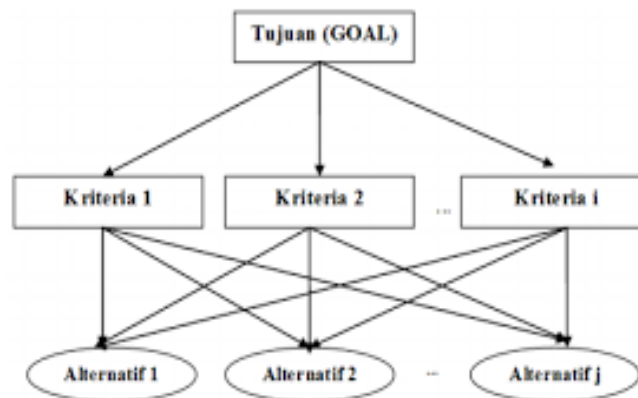 Tujuan (GOAL)
Kriteria 1
Kriteria 2
...
Kriteria i
Alternatif 1
Alternatif 2
...
Alternatif j